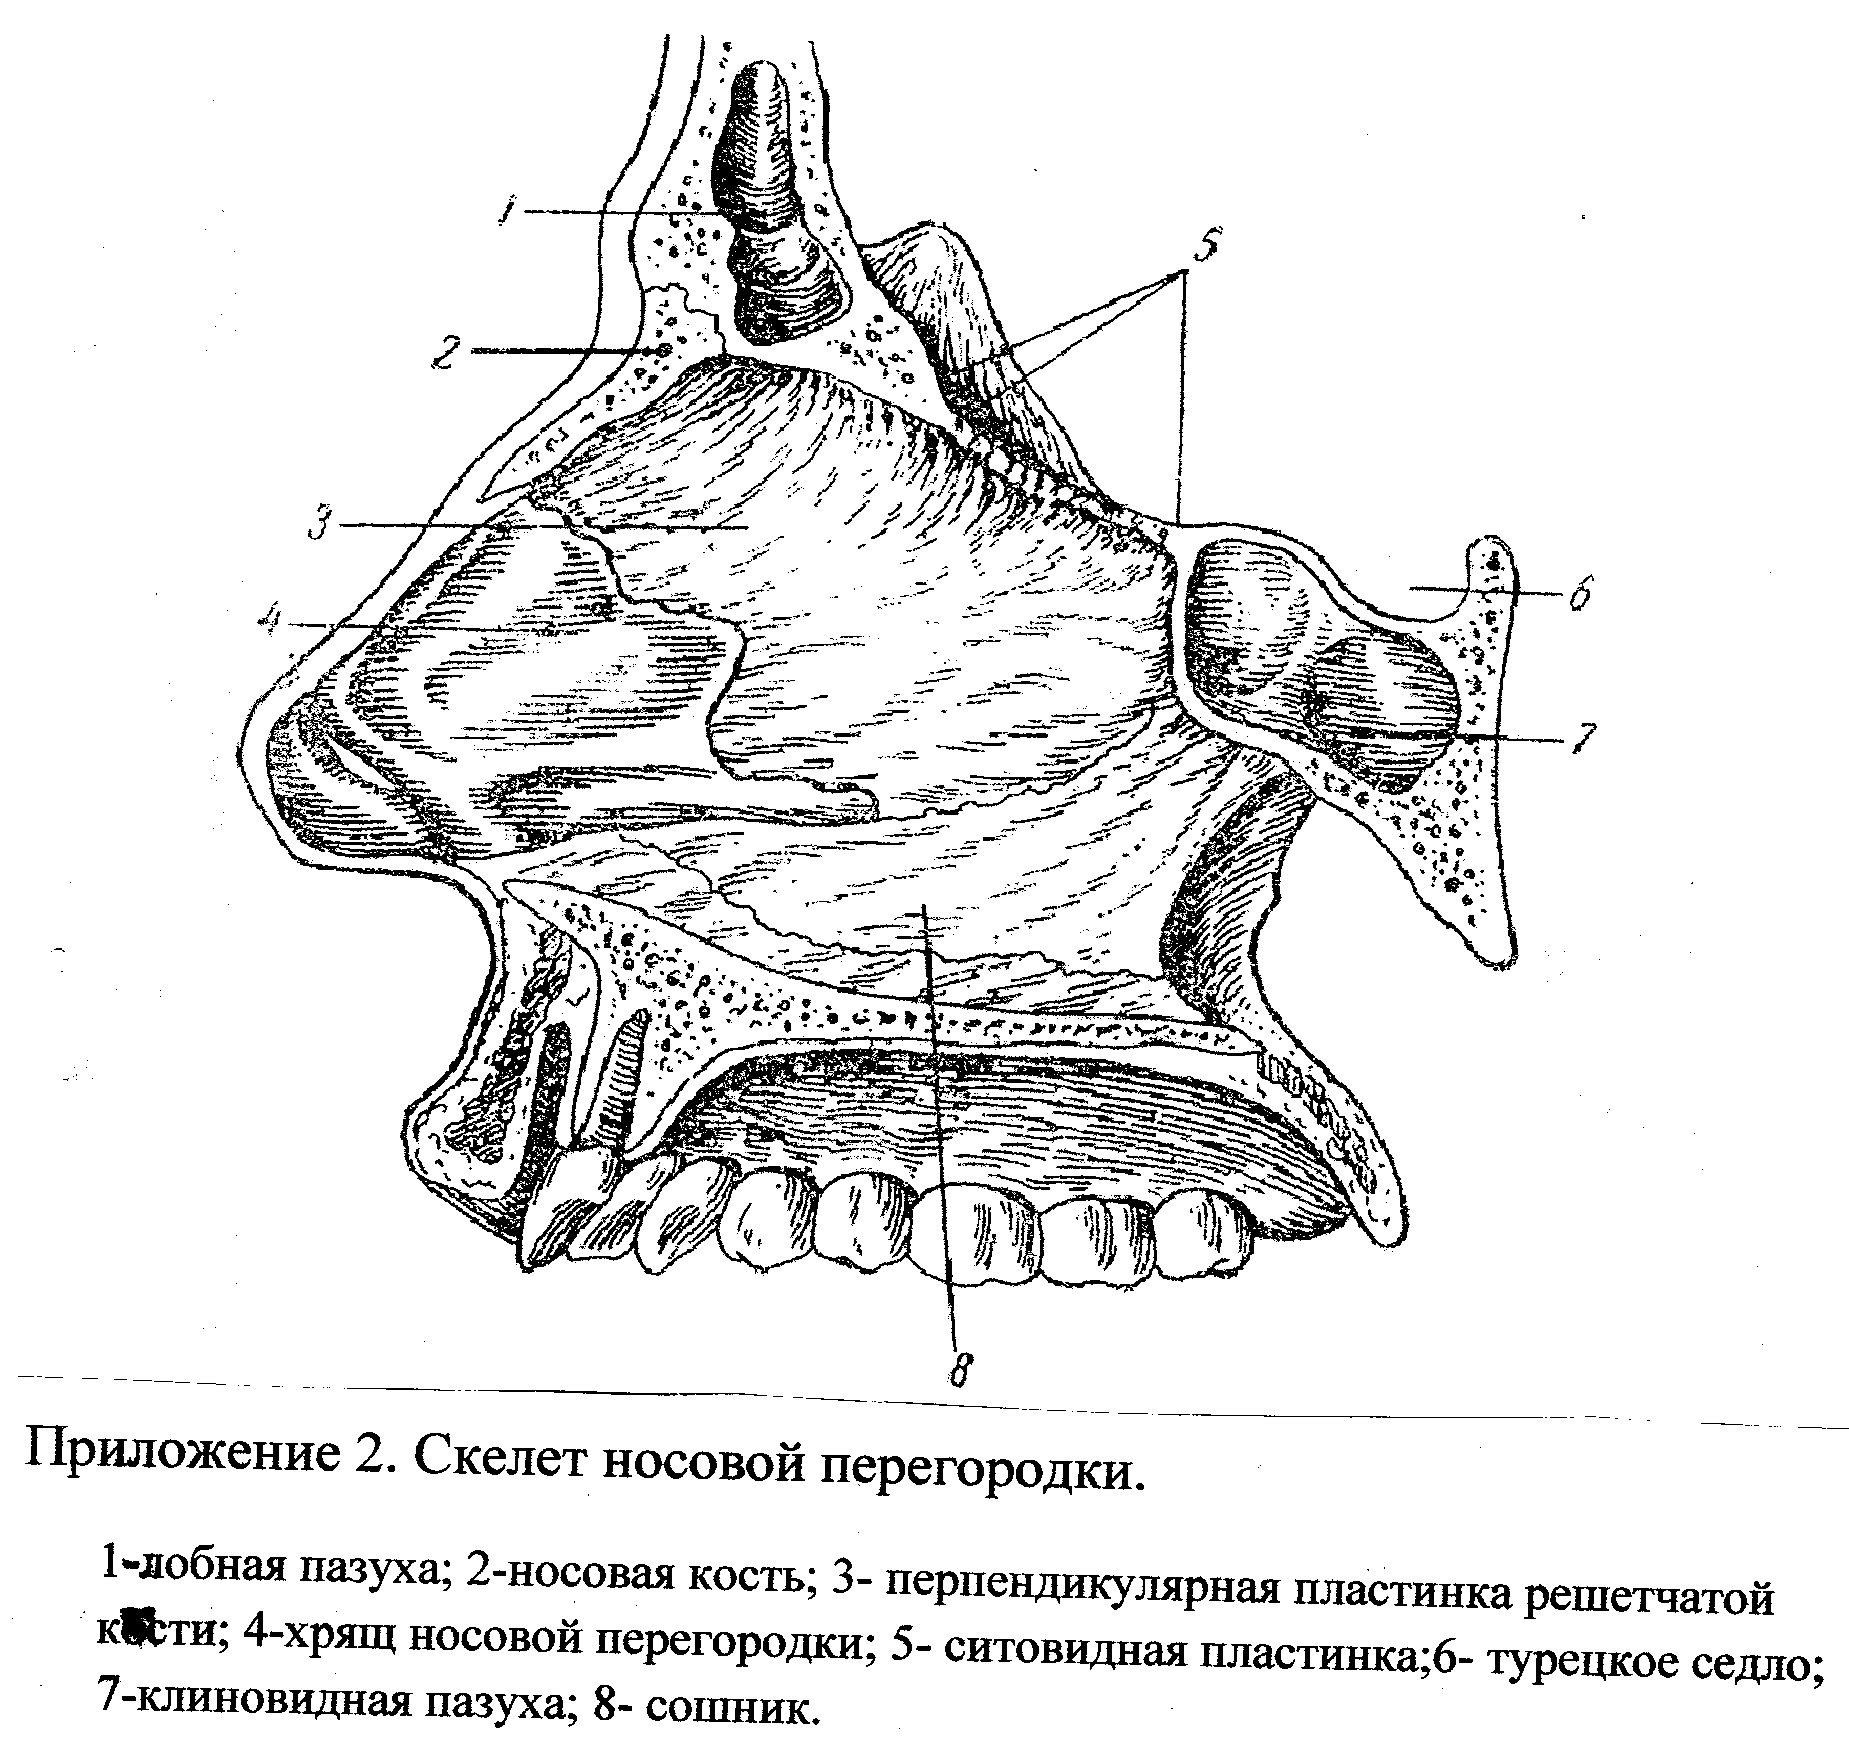 1
5
2
3
6
4
7
8
Приложение 2. Скелет носовой перегородки.
1-лобная пазуха; 2-носовая кость; 3- перпендикулярная пластинка решетчатой
кости; 4-хрящ носовой перегородки; 5- ситовидная пластинка;6- турецкое седло;
7-клиновидная пазуха; 8- сошник.